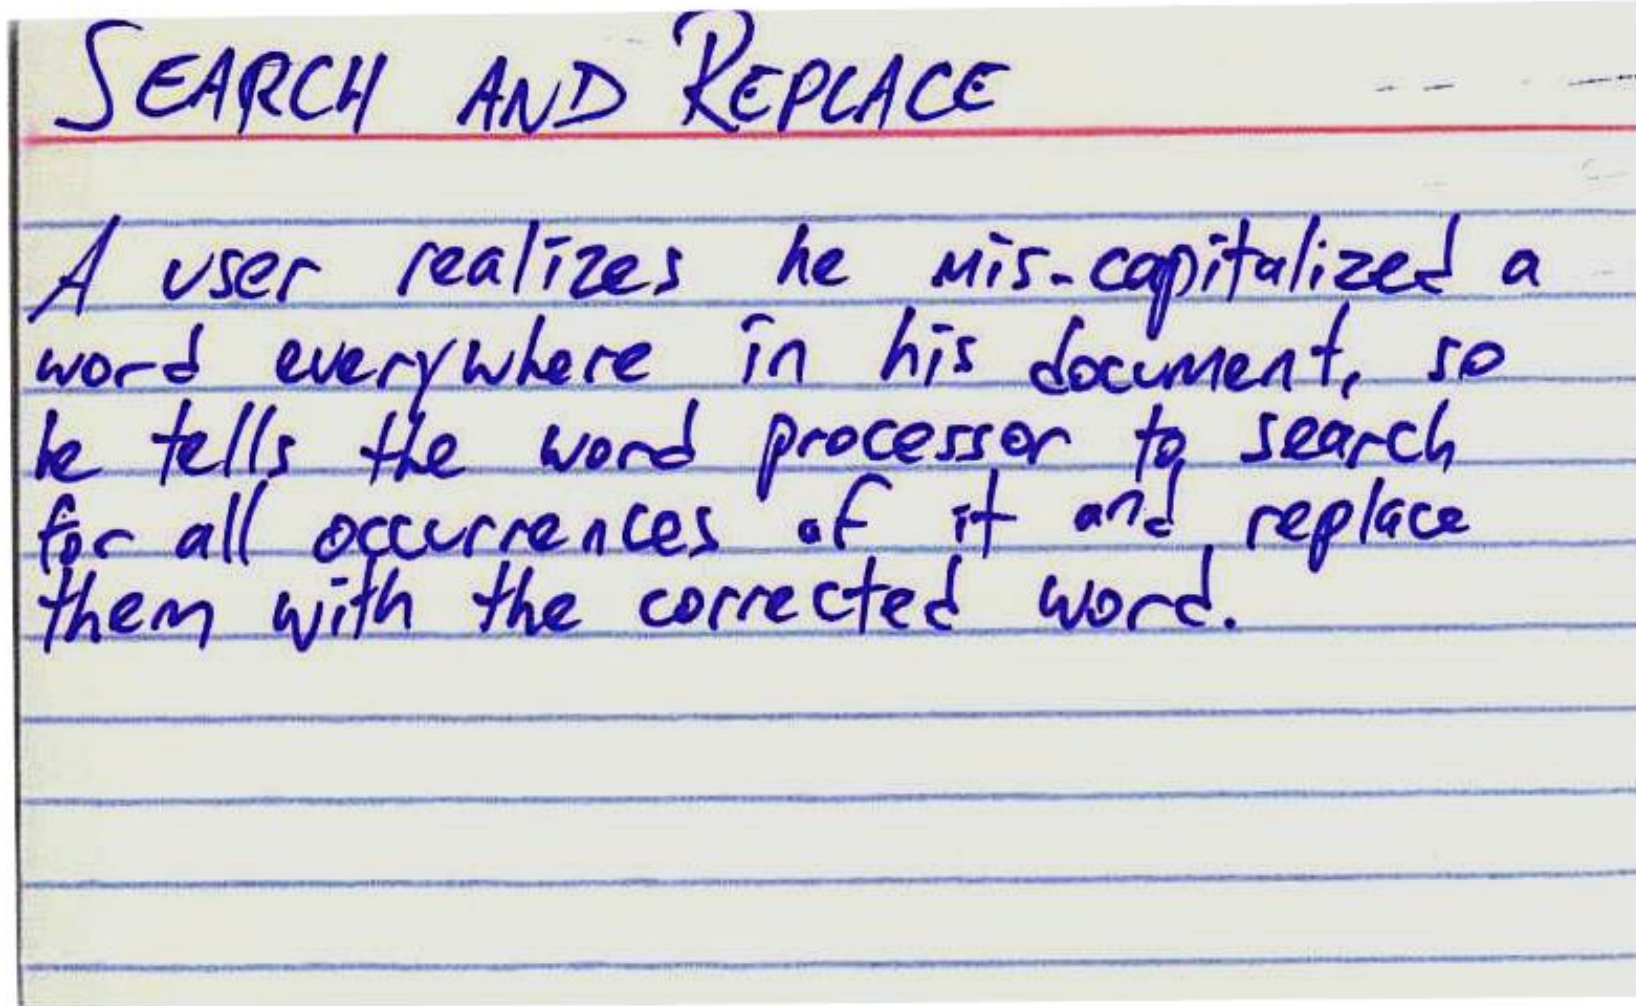 SEARCH AND REPLACE
A user realizes he mis-capitalized a
word everywhere in his document, so
he tells the word processor to search
for all occurrences of it and replace
them with the corrected word.